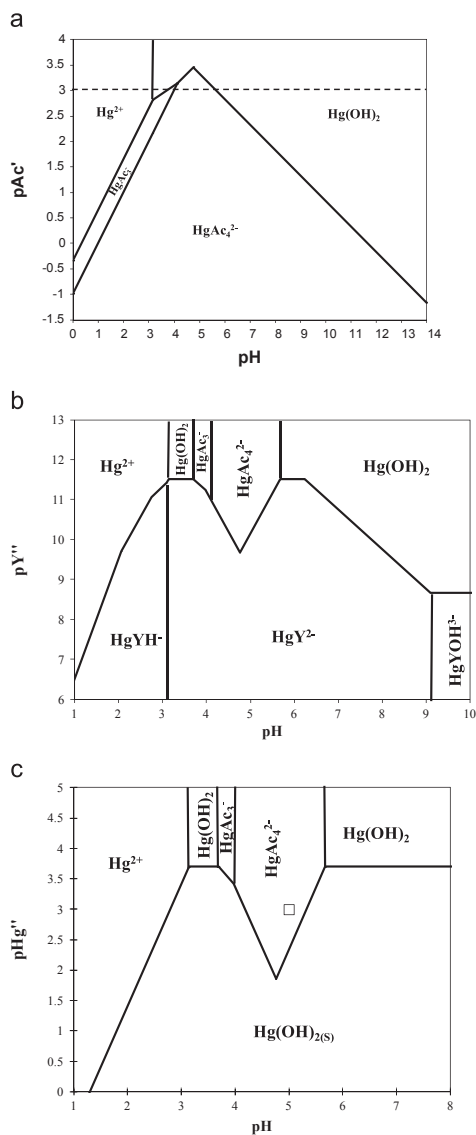 a
4
3.5
3
2.5
2
1.5
1
0.5
0
-0.5
-1
-1.5
pAc'
Hg²⁺
Hg(OH)₂
HgAc₃⁻
HgAc₄²⁻
0 1 2 3 4 5 6 7 8 9 10 11 12 13 14
pH
b
13
12
11
10
9
8
7
6
pY''
Hg²⁺
Hg(OH)₂
HgAc₃⁻
HgAc₄²⁻
Hg(OH)₂
HgYH⁻
HgY²⁻
HgYOH³⁻
1 2 3 4 5 6 7 8 9 10
pH
c
5
4.5
4
3.5
3
2.5
2
1.5
1
0.5
0
pHg''
Hg²⁺
Hg(OH)₂
HgAc₃⁻
HgAc₄²⁻
Hg(OH)₂
Hg(OH)₂₍S₎
1 2 3 4 5 6 7 8
pH